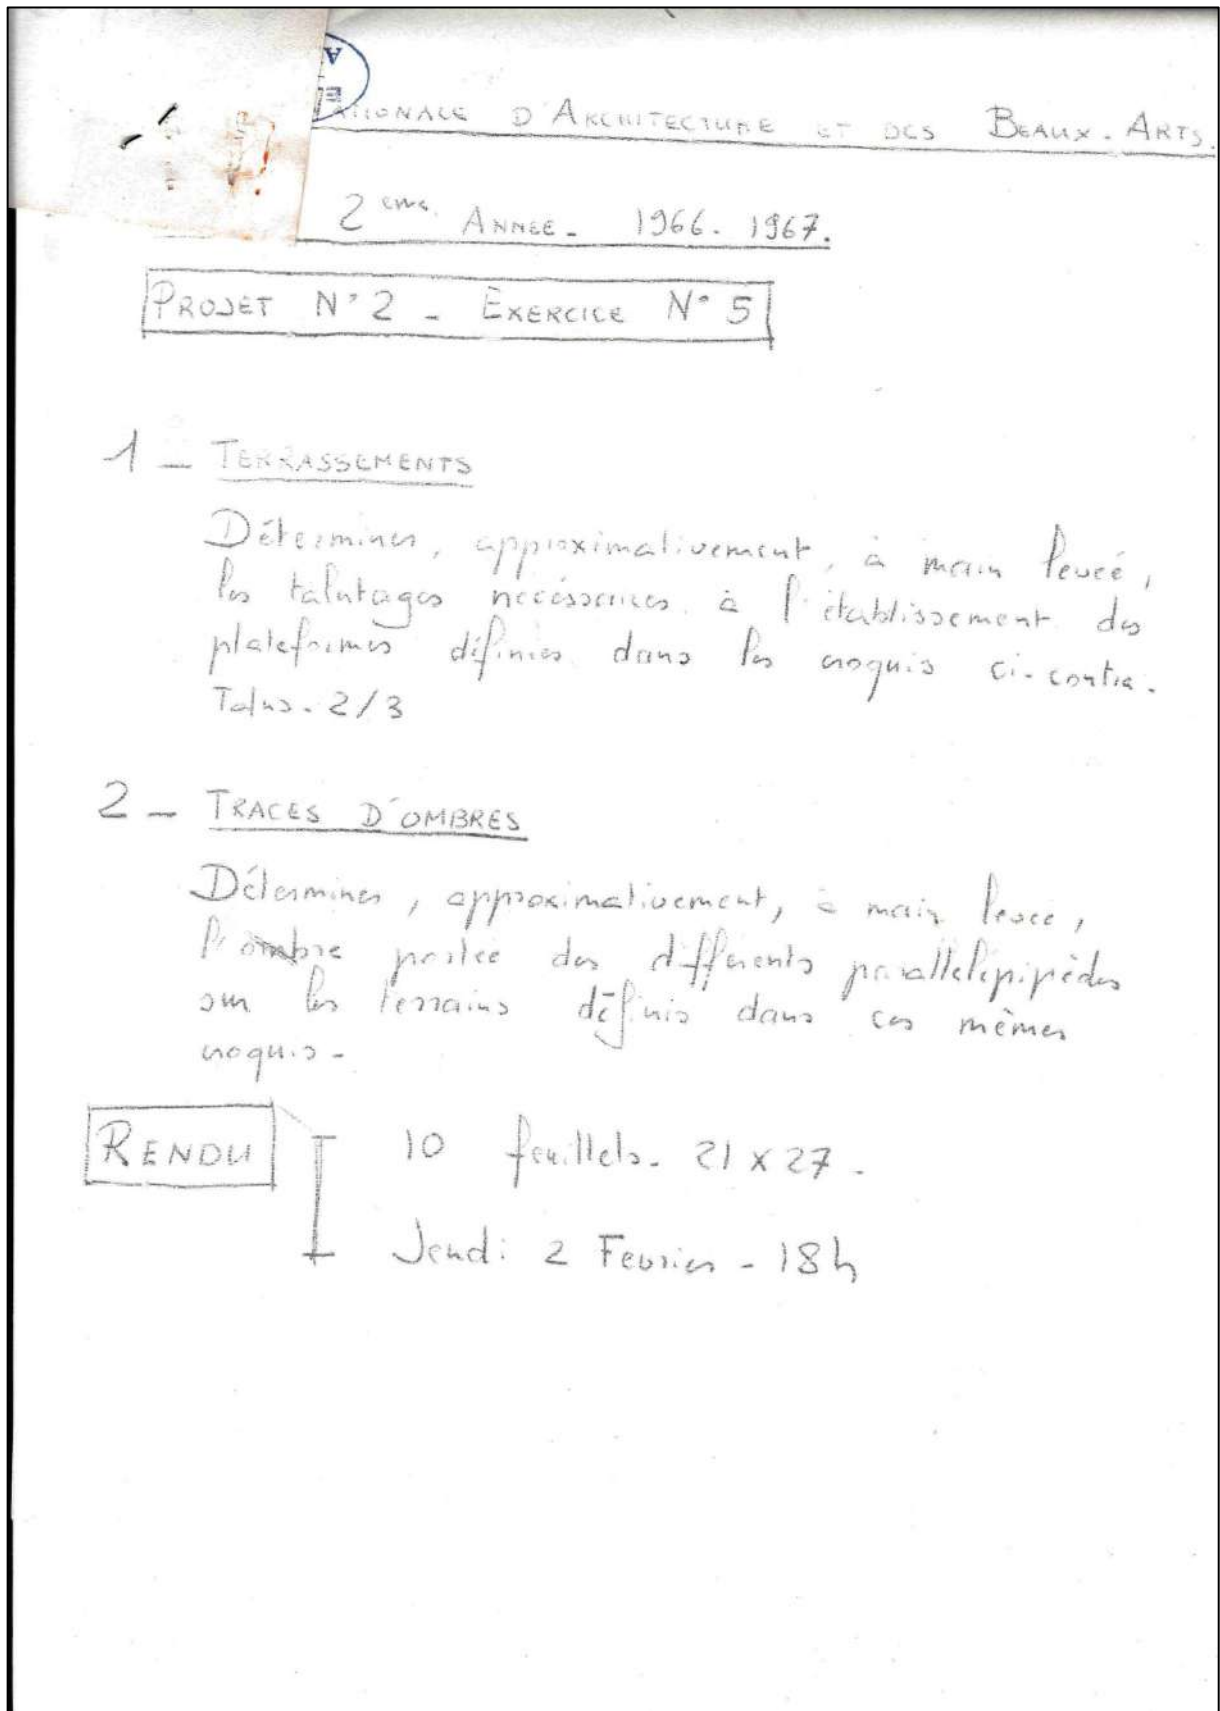 A
E
ATIONALE D'ARCHITECTURE ET DES BEAUX-ARTS.
2ème ANNEE - 1966-1967.
PROJET N° 2 - EXERCICE N° 5
1 - TERRASSEMENTS
Déterminer, approximativement, à main levée,
les talutages nécéssaires à l'établissement des
plateformes définies dans les croquis ci-contre.
Talus. 2/3
2 - TRACES D'OMBRES
Déterminer, approximativement, à main levée,
l'ombre portée des différents parallélépipèdes
sur les terrains définis dans ces mêmes
croquis -
RENDU 10 feuillets. 21 x 27.
Jeudi 2 Fevrier - 18h